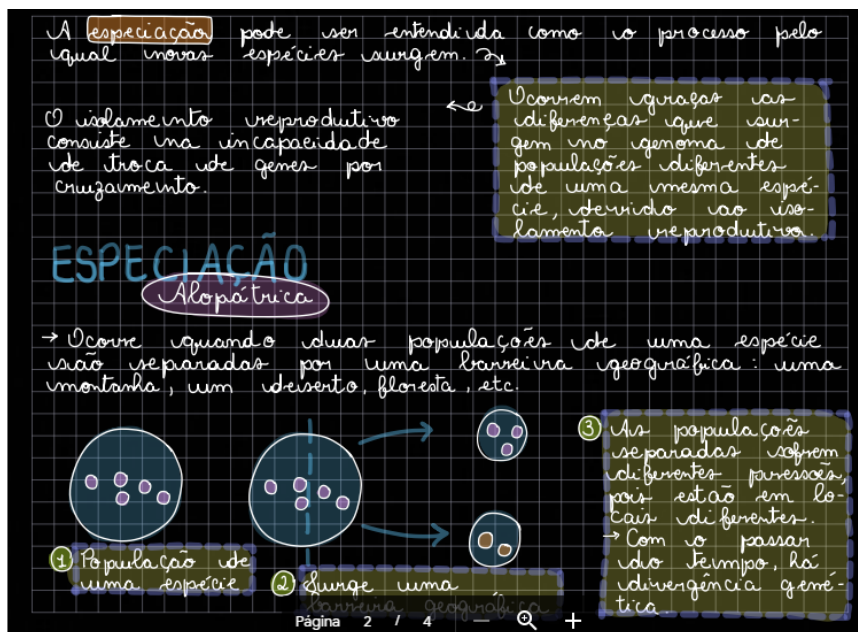 A especiação pode ser entendida como o processo pelo
qual novas espécies surgem.
Ocorrem graças as
diferenças que sur-
gem no genoma de
populações diferentes
de uma mesma espé-
cie, devido ao iso-
lamento reprodutivo.
O isolamento reprodutivo
consiste na incapacidade
de troca de genes por
cruzamento.
ESPECIAÇÃO
Alopátrica
→ Ocorre quando duas populações de uma espécie
são separadas por uma barreira geográfica: uma
montanha, um deserto, floresta, etc.
1 População de
uma espécie
2 Surge uma
barreira geográfica
3 As populações
separadas sofrem
diferentes pressões,
pois estão em lo-
cais diferentes.
→ Com o passar
do tempo, há
divergência gené-
tica.
Página 2 / 4